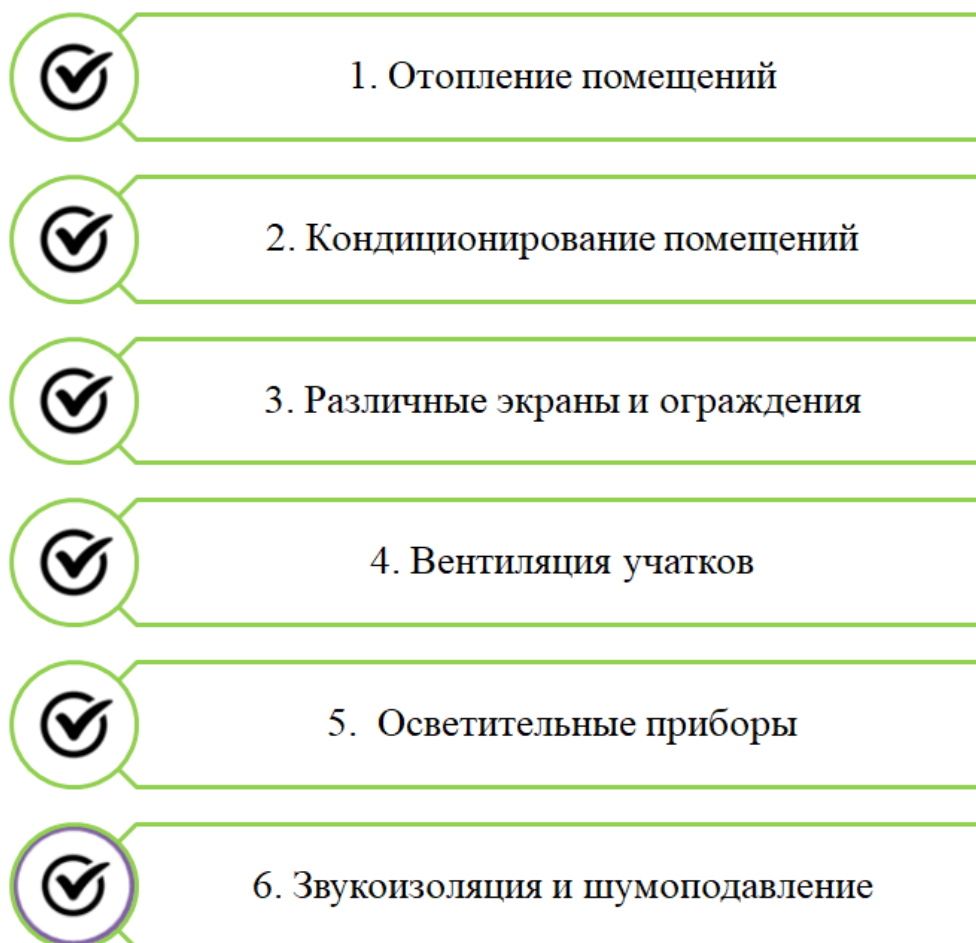 1. Отопление помещений
2. Кондиционирование помещений
3. Различные экраны и ограждения
4. Вентиляция учатков
5. Осветительные приборы
6. Звукоизоляция и шумоподавление